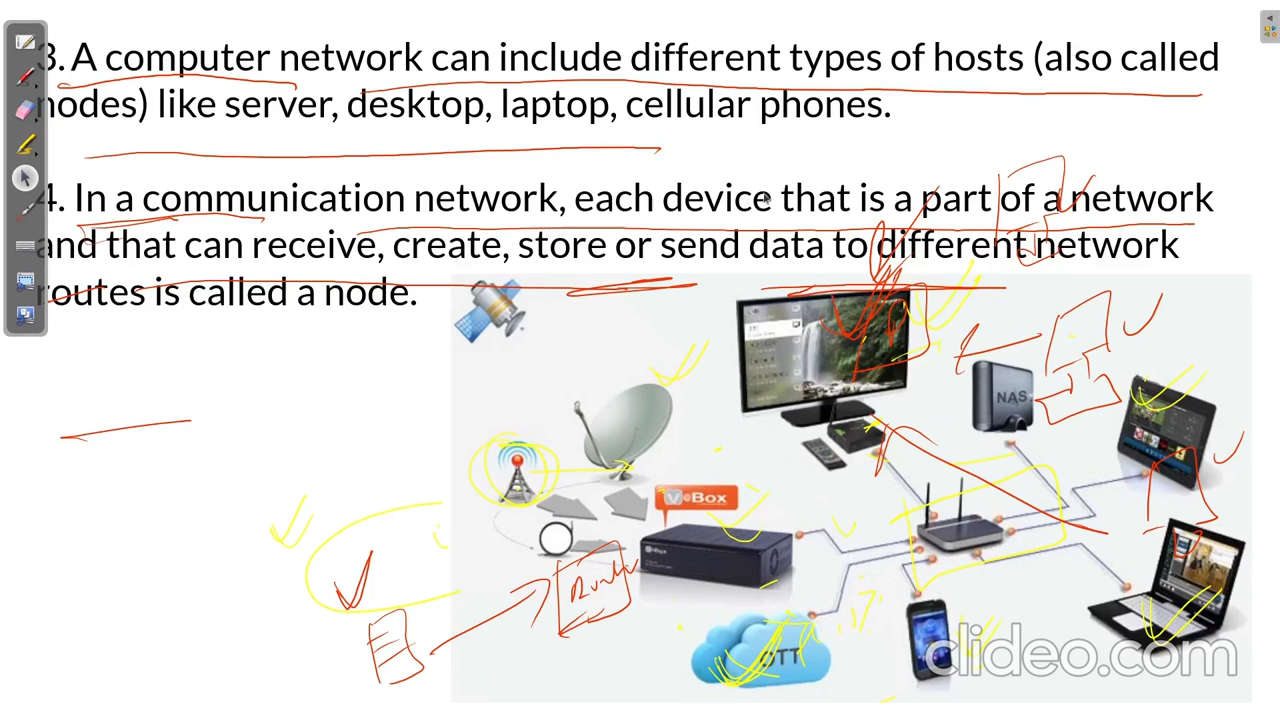 3. A computer network can include different types of hosts (also called
nodes) like server, desktop, laptop, cellular phones.
4. In a communication network, each device that is a part of a network
and that can receive, create, store or send data to different network
routes is called a node.
NAS
VeBox
VeBox
OTT
clideo.com